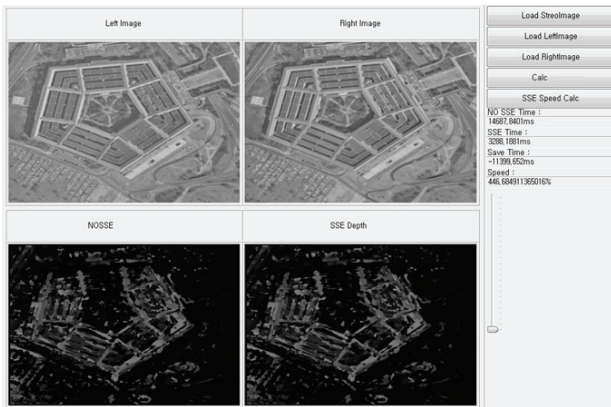 Left Image
Right Image
NOSSE
SSE Depth
Load StreoImage
Load LeftImage
Load RightImage
Calc
SSE Speed Calc
NO SSE Time :
14687,8401ms
SSE Time :
3288,1881ms
Save Time :
-11399,652ms
Speed :
446,684911365016%